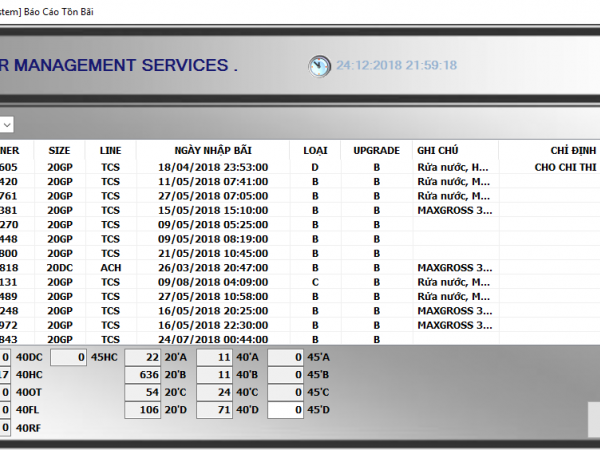 stem] Báo Cáo Tồn Bãi
R MANAGEMENT SERVICES .
24:12:2018 21:59:18
NER SIZE LINE NGÀY NHẬP BÃI LOẠI UPGRADE GHI CHÚ CHỈ ĐỊNH
605 20GP TCS 18/04/2018 23:53:00 D B Rửa nước, H... CHO CHI THI
420 20GP TCS 11/05/2018 07:41:00 B B Rửa nước, M...
761 20GP TCS 27/05/2018 07:05:00 B B Rửa nước, M...
381 20GP TCS 15/05/2018 15:10:00 B B MAXGROSS 3...
270 20GP TCS 09/05/2018 05:25:00 B B
448 20GP TCS 09/05/2018 08:19:00 B B
800 20GP TCS 21/05/2018 10:45:00 B B
818 20DC ACH 26/03/2018 20:47:00 B B MAXGROSS 3...
131 20GP TCS 09/08/2018 04:09:00 C B Rửa nước, M...
489 20GP TCS 27/05/2018 10:58:00 B B Rửa nước, M...
248 20GP TCS 16/05/2018 20:25:00 B B MAXGROSS 3...
972 20GP TCS 16/05/2018 22:30:00 B B MAXGROSS 3...
843 20GP TCS 24/07/2018 00:44:00 B B
0 40DC 0 45HC 22 20'A 11 40'A 0 45'A
17 40HC 636 20'B 11 40'B 0 45'B
0 40OT 54 20'C 24 40'C 0 45'C
0 40FL 106 20'D 71 40'D 0 45'D
0 40RF